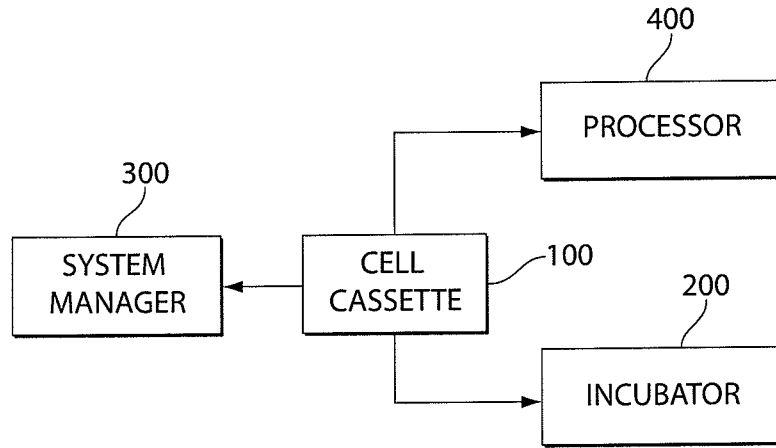 400
PROCESSOR
300
SYSTEM
MANAGER
CELL
CASSETTE
100
200
INCUBATOR